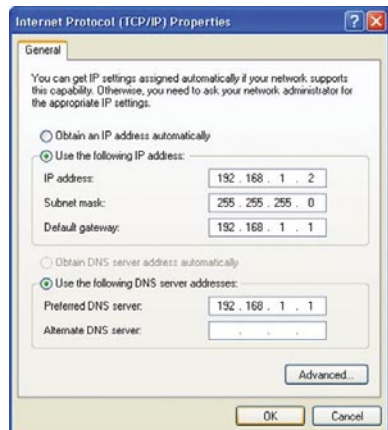 Internet Protocol (TCP/IP) Properties
General
You can get IP settings assigned automatically if your network supports
this capability. Otherwise, you need to ask your network administrator for
the appropriate IP settings.
Obtain an IP address automatically
Use the following IP address:
IP address: 192 . 168 . 1 . 2
Subnet mask: 255 . 255 . 255 . 0
Default gateway: 192 . 168 . 1 . 1
Obtain DNS server address automatically
Use the following DNS server addresses:
Preferred DNS server: 192 . 168 . 1 . 1
Alternate DNS server: . . .
Advanced...
OK Cancel